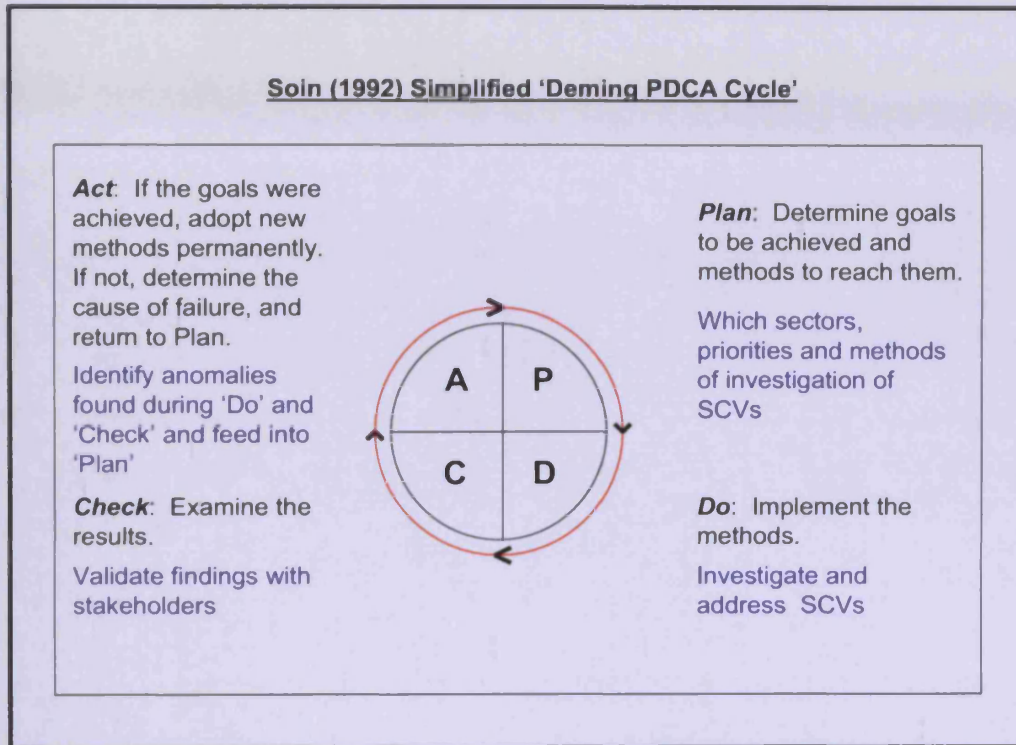 Soin (1992) Simplified 'Deming PDCA Cycle'
Act: If the goals were
achieved, adopt new
methods permanently.
If not, determine the
cause of failure, and
return to Plan.
Identify anomalies
found during ‘Do’ and
‘Check’ and feed into
‘Plan’
Check: Examine the
results.
Validate findings with
stakeholders
A P
C D
Plan: Determine goals
to be achieved and
methods to reach them.
Which sectors,
priorities and methods
of investigation of
SCVs
Do: Implement the
methods.
Investigate and
address SCVs